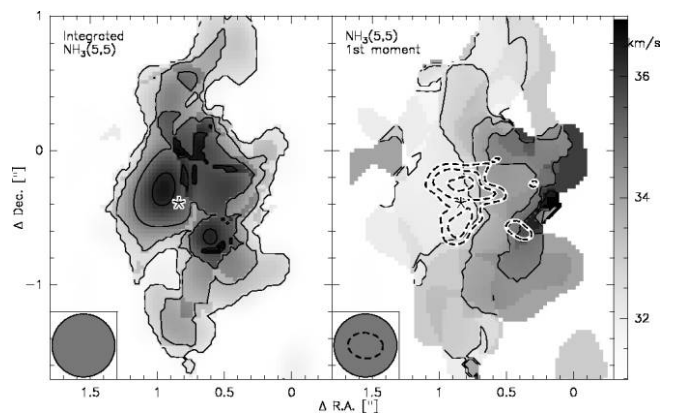 1
0
−1
Δ Dec. ["]
Integrated
NH₃(5,5)
NH₃(5,5)
1st moment
km/s
36
34
32
1.5
1
0.5
0
1.5
1
0.5
0
Δ R.A. ["]